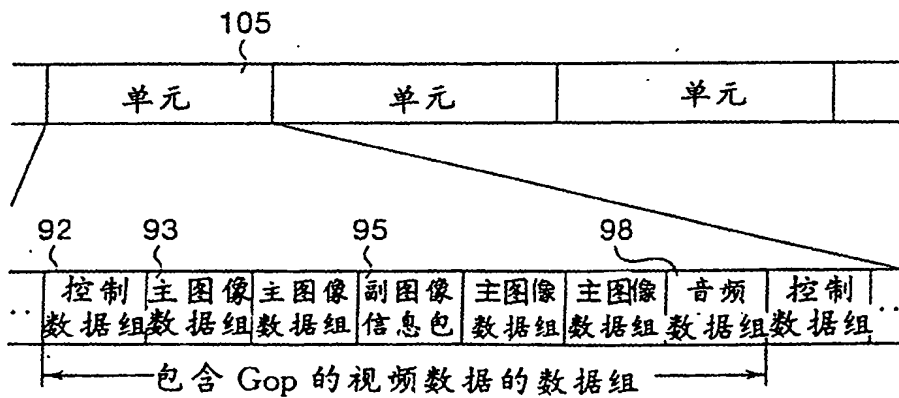 105
单元 单元 单元
92 93 95 98
控制 主图像 主图像 副图像 主图像 主图像 音频 控制
数据组 数据组 数据组 信息包 数据组 数据组 数据组 数据组
包含 Gop 的视频数据的数据组